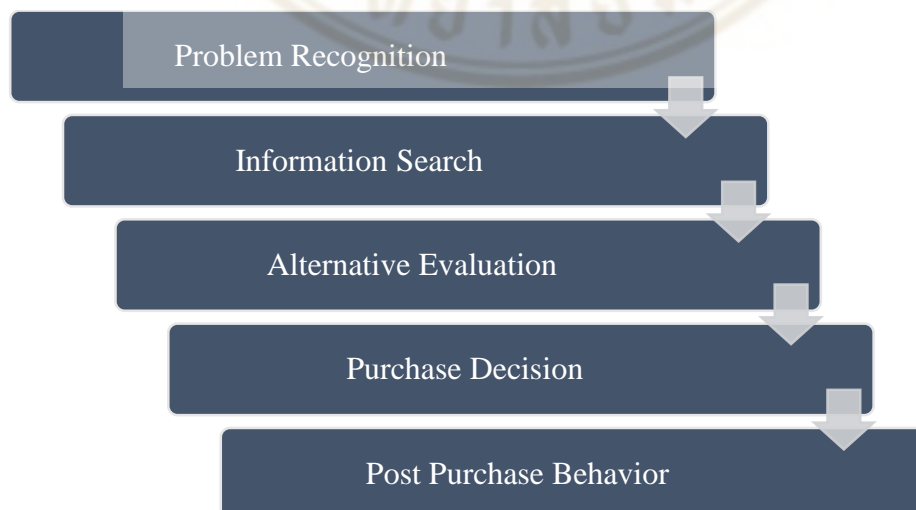 Problem Recognition
Information Search
Alternative Evaluation
Purchase Decision
Post Purchase Behavior